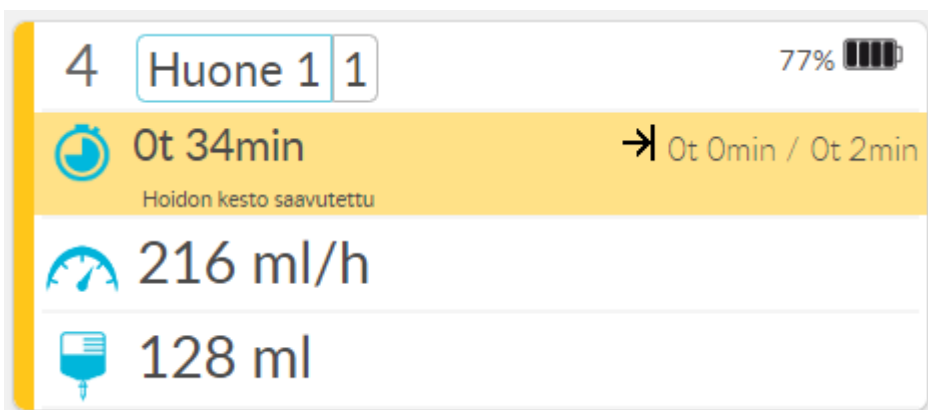 4 Huone 1 1 77%
0t 34min 0t 0min / 0t 2min
Hoidon kesto saavutettu
216 ml/h
128 ml